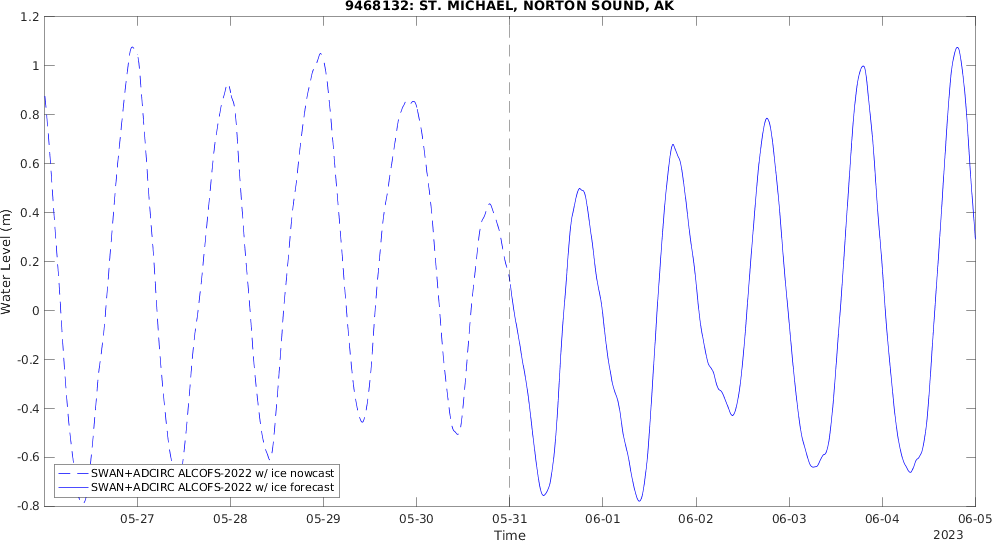 9468132: ST. MICHAEL, NORTON SOUND, AK
1.2
1
0.8
0.6
0.4
0.2
0
-0.2
-0.4
-0.6
-0.8
Water Level (m)
SWAN+ADCIRC ALCOFS-2022 w/ ice nowcast
SWAN+ADCIRC ALCOFS-2022 w/ ice forecast
05-27 05-28 05-29 05-30 05-31 06-01 06-02 06-03 06-04 06-05
Time
2023